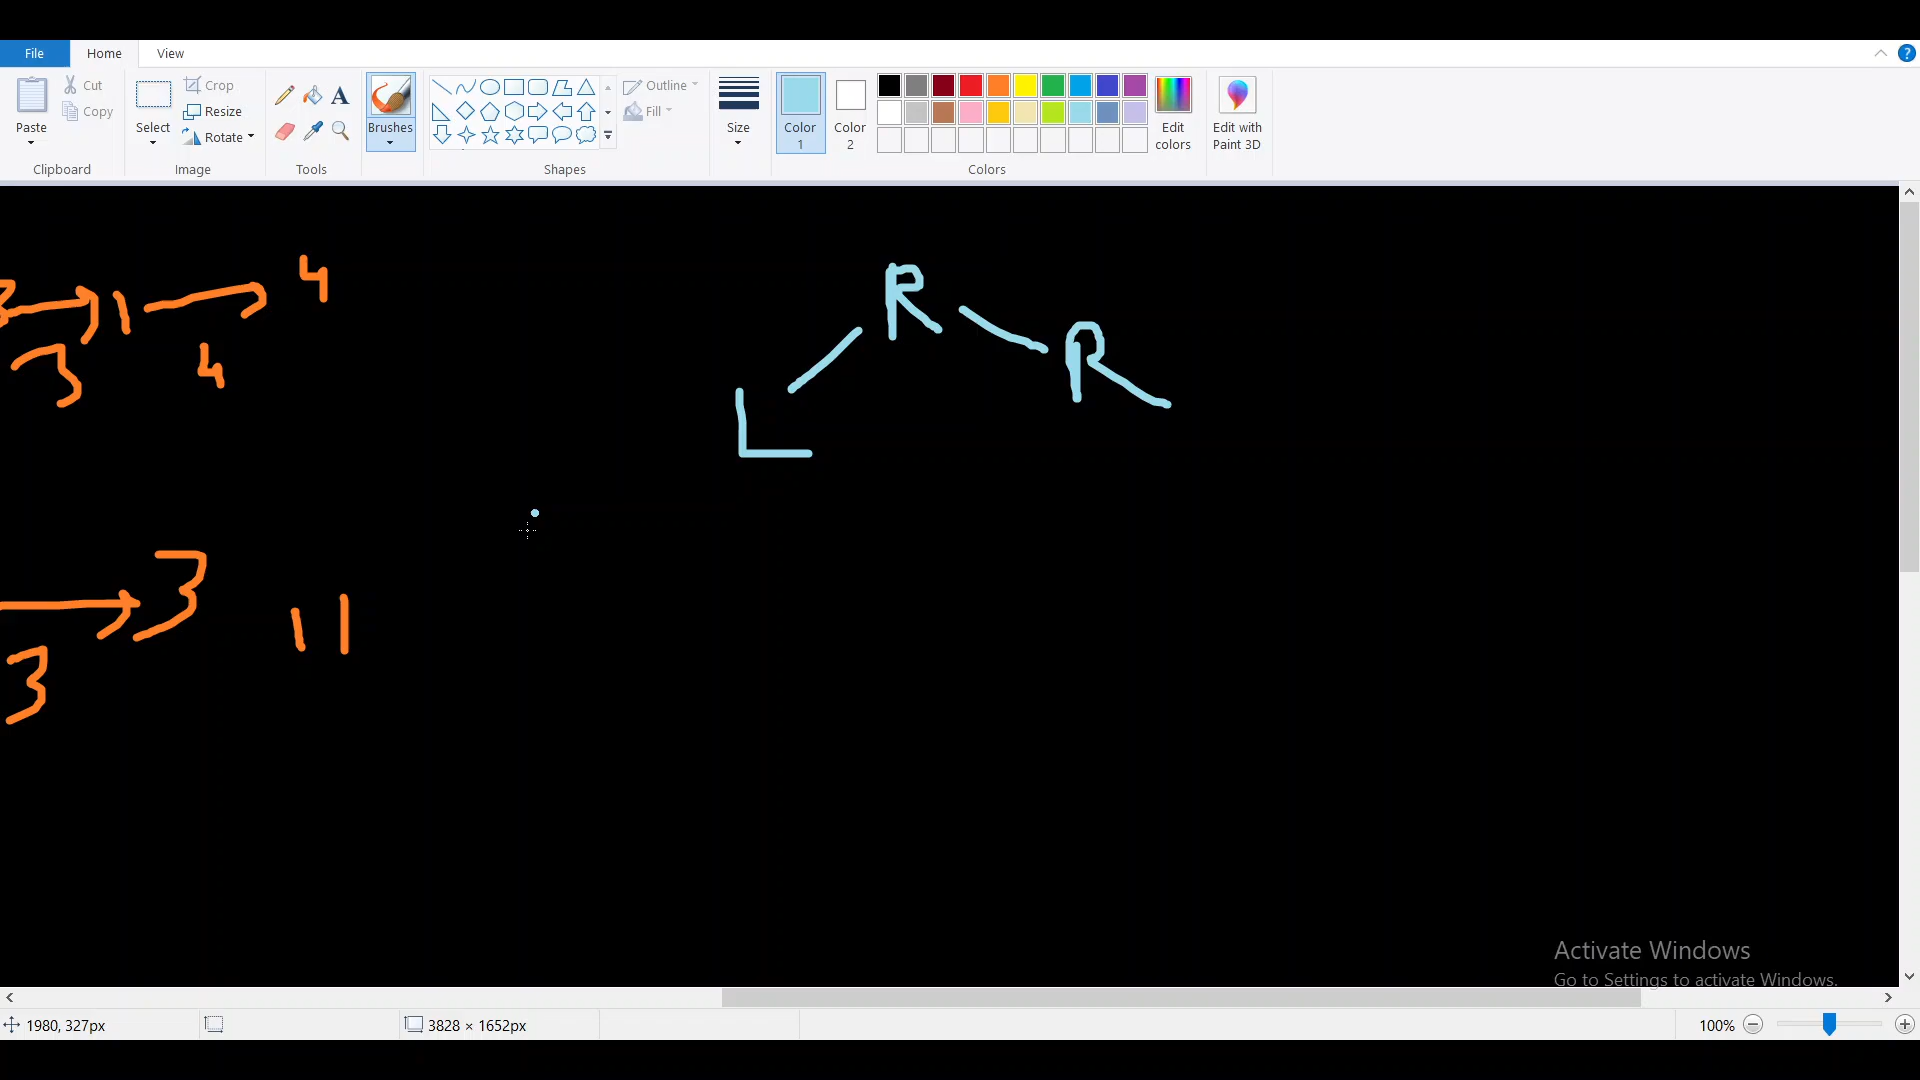 File Home View
Paste Cut Copy Clipboard
Select Crop Resize Rotate Image
Tools
Brushes
Shapes
Outline
Fill
Size
Color 1
Color 2
Colors
Edit colors
Edit with Paint 3D
1 4
3 4
R
R
L
3 11
3
Activate Windows
Go to Settings to activate Windows.
1980, 327px 3828 × 1652px 100%